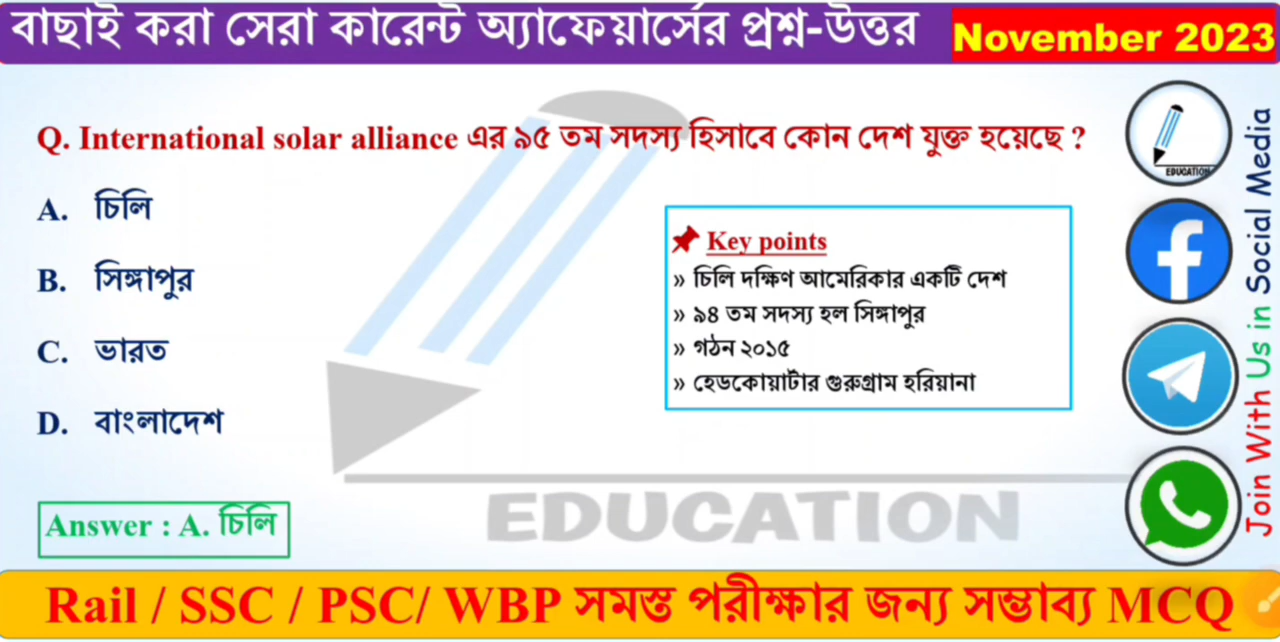 বাছাই করা সেরা কারেন্ট অ্যাফেয়ার্সের প্রশ্ন-উত্তর
November 2023
Q. International solar alliance এর ৯৫ তম সদস্য হিসাবে কোন দেশ যুক্ত হয়েছে ?
A. চিলি
B. সিঙ্গাপুর
C. ভারত
D. বাংলাদেশ
Key points
» চিলি দক্ষিণ আমেরিকার একটি দেশ
» ৯৪ তম সদস্য হল সিঙ্গাপুর
» গঠন ২০১৫
» হেডকোয়ার্টার গুরুগ্রাম হরিয়ানা
Answer : A. চিলি
EDUCATION
EDUCATION
Join With Us in Social Media
Rail / SSC / PSC/ WBP সমস্ত পরীক্ষার জন্য সম্ভাব্য MCQ